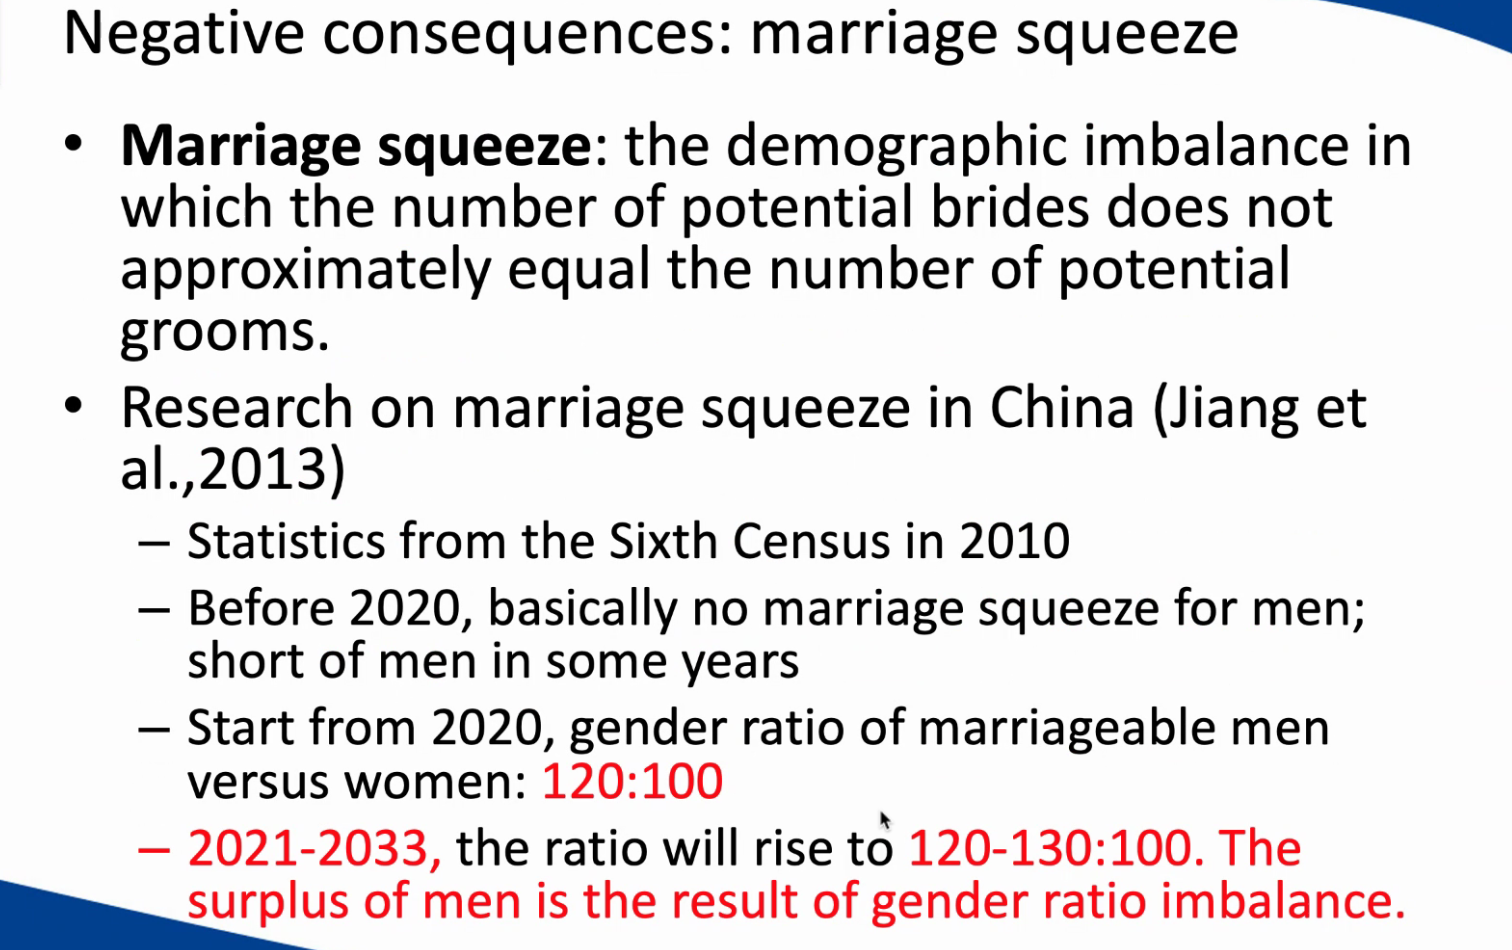 Negative consequences: marriage squeeze
• Marriage squeeze: the demographic imbalance in
which the number of potential brides does not
approximately equal the number of potential
grooms.
• Research on marriage squeeze in China (Jiang et
al.,2013)
– Statistics from the Sixth Census in 2010
– Before 2020, basically no marriage squeeze for men;
short of men in some years
– Start from 2020, gender ratio of marriageable men
versus women: 120:100
– 2021-2033, the ratio will rise to 120-130:100. The
surplus of men is the result of gender ratio imbalance.